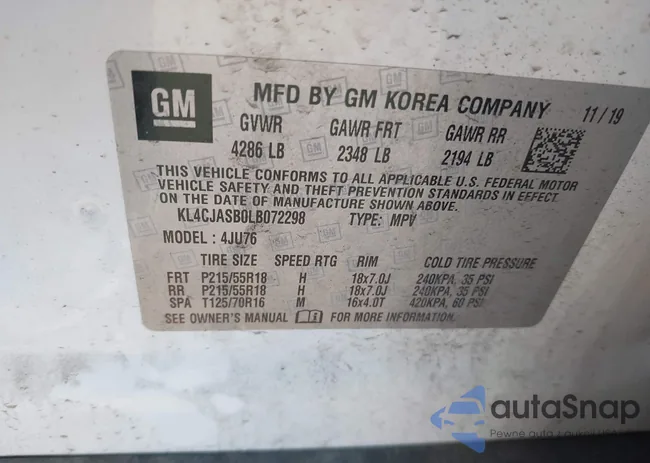 GM
MFD BY GM KOREA COMPANY 11/19
GVWR GAWR FRT GAWR RR
4286 LB 2348 LB 2194 LB
THIS VEHICLE CONFORMS TO ALL APPLICABLE U.S. FEDERAL MOTOR
VEHICLE SAFETY AND THEFT PREVENTION STANDARDS IN EFFECT
ON THE DATE OF MANUFACTURE SHOWN ABOVE.
KL4CJASB0LB072298 TYPE: MPV
MODEL: 4JU76
TIRE SIZE SPEED RTG RIM COLD TIRE PRESSURE
FRT P215/55R18 H 18x7.0J 240KPA, 35 PSI
RR P215/55R18 H 18x7.0J 240KPA, 35 PSI
SPA T125/70R16 M 16x4.0T 420KPA, 60 PSI
SEE OWNER'S MANUAL FOR MORE INFORMATION.
autaSnap
Pewne auto z